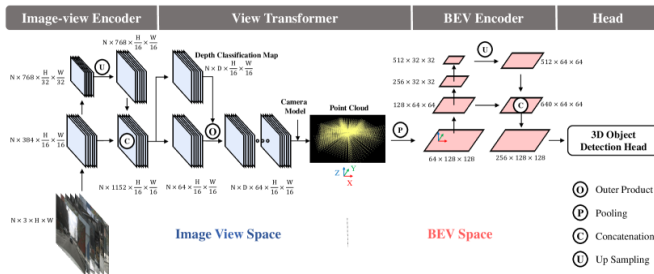 Image-view Encoder
View Transformer
BEV Encoder
Head
N × 768 × H/16 × W/16
Depth Classification Map
N × D × H/16 × W/16
N × 768 × H/32 × W/32
U
512 × 32 × 32
U
512 × 64 × 64
256 × 32 × 32
Camera
Model
Point Cloud
128 × 64 × 64
C
640 × 64 × 64
N × 384 × H/16 × W/16
C
O
P
3D Object
Detection Head
Z
Y
X
64 × 128 × 128
256 × 128 × 128
N × 1152 × H/16 × W/16
N × 64 × H/16 × W/16
N × D × 64 × H/16 × W/16
N × 3 × H × W
Image View Space
BEV Space
O Outer Product
P Pooling
C Concatenation
U Up Sampling